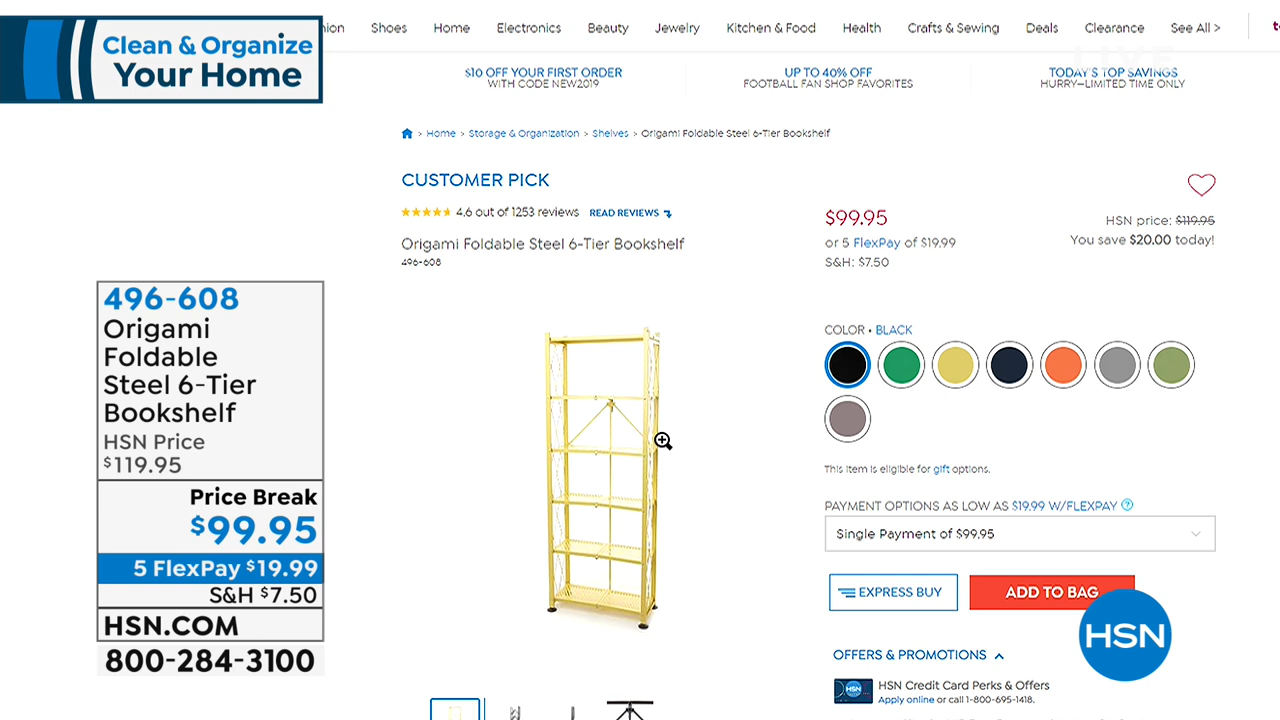 Clean & Organize
Your Home
Shoes Home Electronics Beauty Jewelry Kitchen & Food Health Crafts & Sewing Deals Clearance See All >
LIVE
$10 OFF YOUR FIRST ORDER
WITH CODE NEW2019
UP TO 40% OFF
FOOTBALL FAN SHOP FAVORITES
TODAY'S TOP SAVINGS
HURRY—LIMITED TIME ONLY
> Home > Storage & Organization > Shelves > Origami Foldable Steel 6-Tier Bookshelf
CUSTOMER PICK
4.6 out of 1253 reviews READ REVIEWS
Origami Foldable Steel 6-Tier Bookshelf
496-608
$99.95
or 5 FlexPay of $19.99
S&H: $7.50
HSN price: $119.95
You save $20.00 today!
COLOR • BLACK
This item is eligible for gift options.
PAYMENT OPTIONS AS LOW AS $19.99 W/FLEXPAY ?
Single Payment of $99.95
EXPRESS BUY
ADD TO BAG
OFFERS & PROMOTIONS
HSN
HSN Credit Card Perks & Offers
Apply online or call 1-800-695-1418.
496-608
Origami
Foldable
Steel 6-Tier
Bookshelf
HSN Price
$119.95
Price Break
$99.95
5 FlexPay $19.99
S&H $7.50
HSN.COM
800-284-3100
HSN